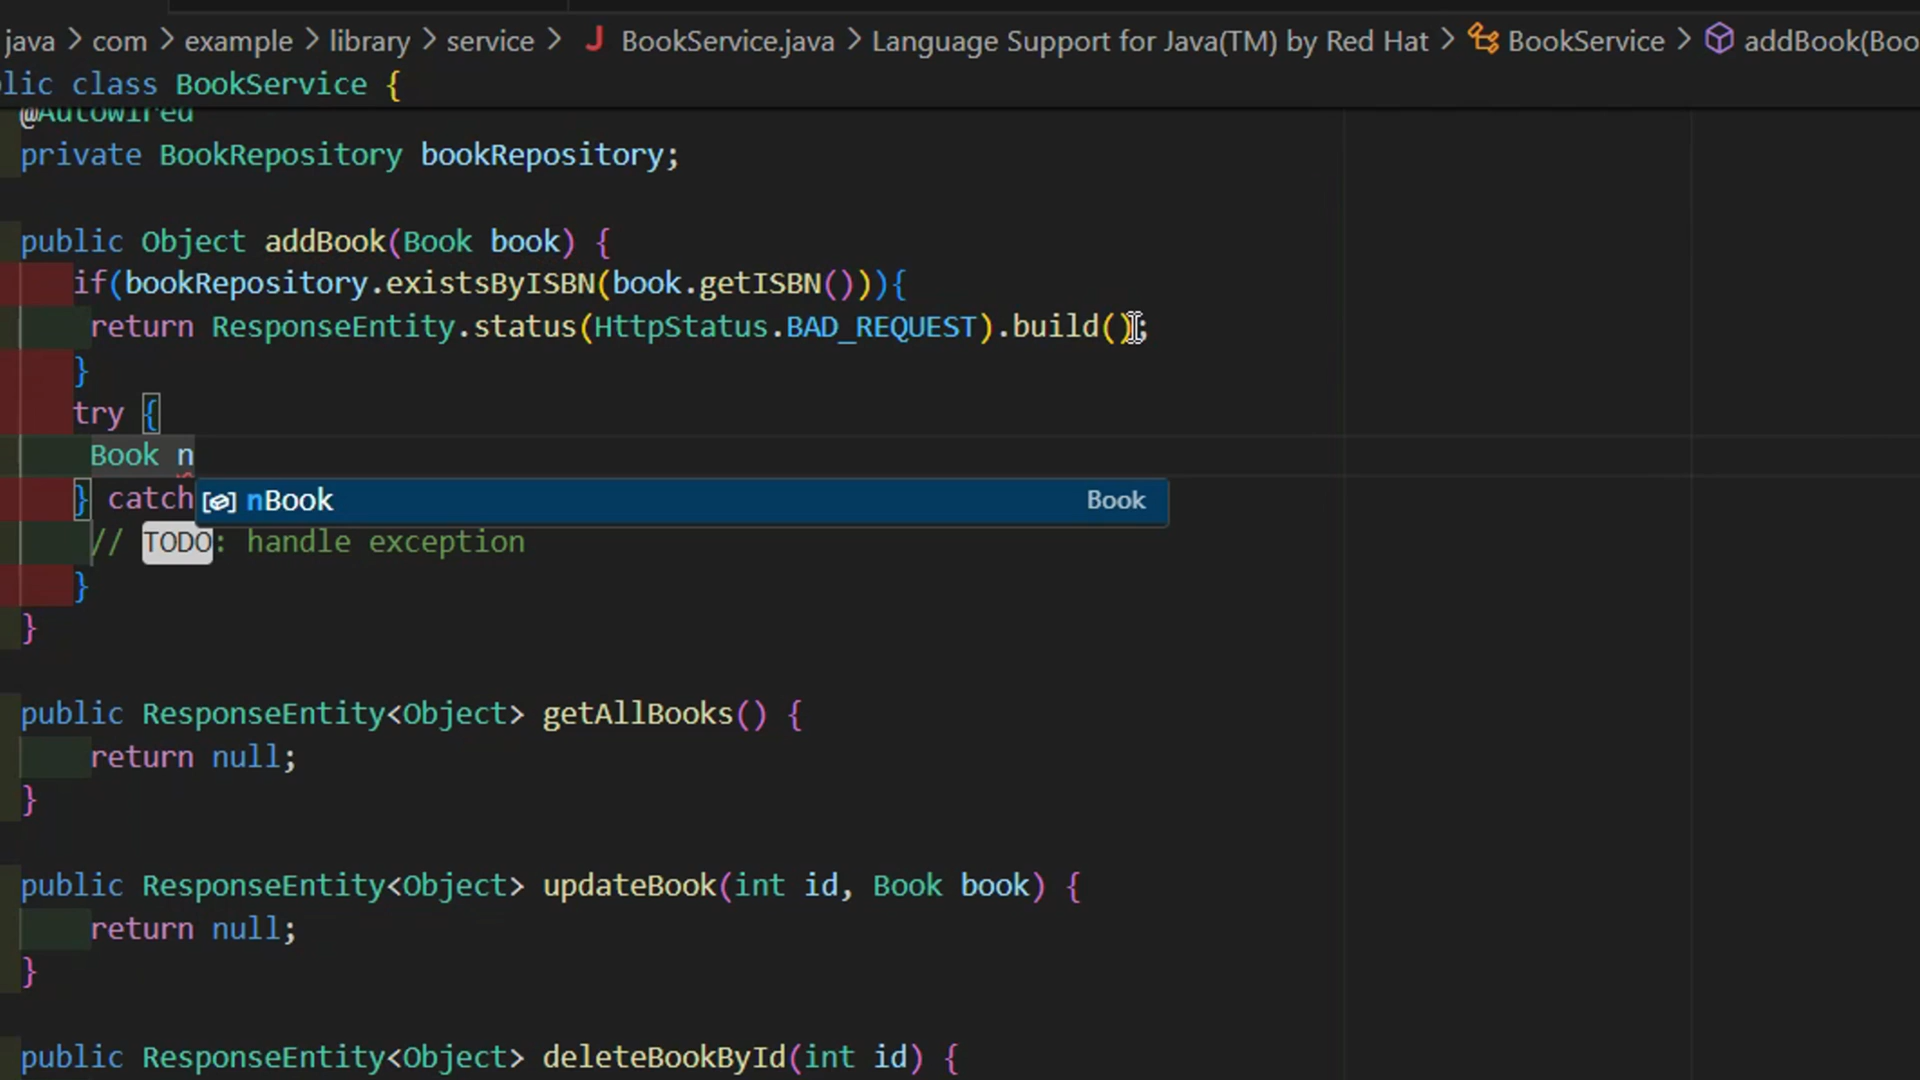 java > com > example > library > service > J BookService.java > Language Support for Java(TM) by Red Hat > BookService > addBook(Boo
lic class BookService {
@Autowired
private BookRepository bookRepository;
public Object addBook(Book book) {
if(bookRepository.existsByISBN(book.getISBN())){
return ResponseEntity.status(HttpStatus.BAD_REQUEST).build();
}
try {
Book n
} catch
nBook Book
// TODO: handle exception
}
}
public ResponseEntity<Object> getAllBooks() {
return null;
}
public ResponseEntity<Object> updateBook(int id, Book book) {
return null;
}
public ResponseEntity<Object> deleteBookById(int id) {